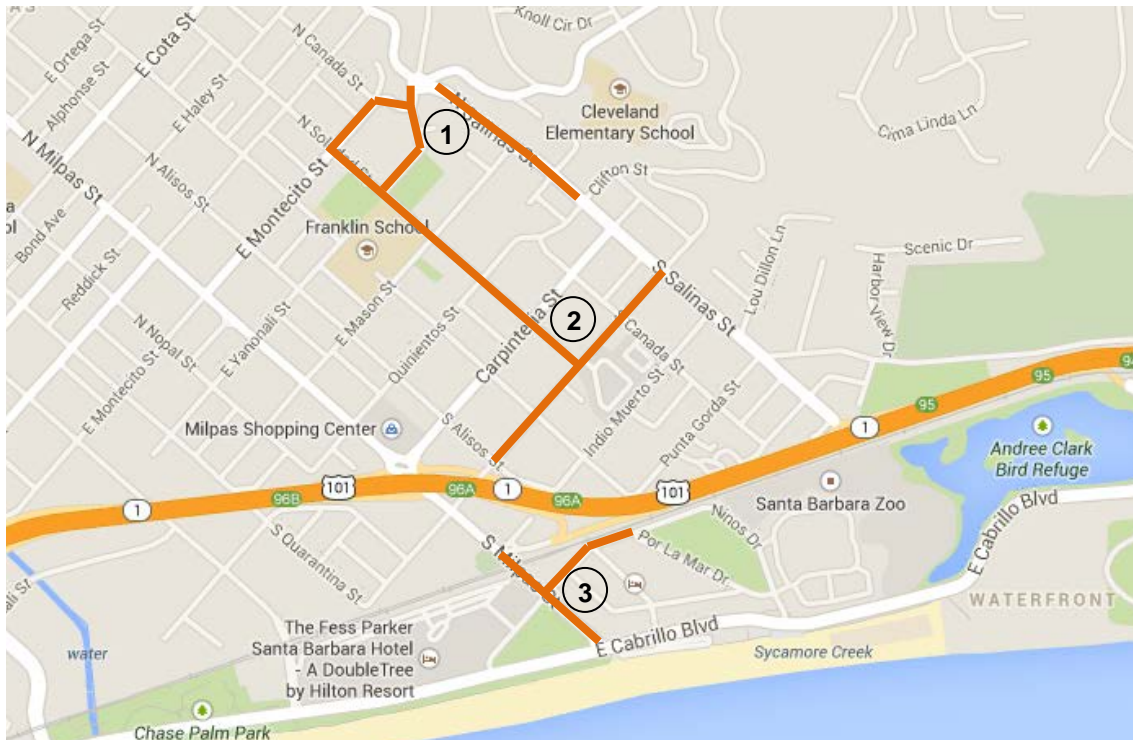 Knoll Cir Dr
N Canada St
E Cota St
E Ortega St
Alphonse St
E Haley St
Cleveland
Elementary School
Cima Linda Ln
N Salinas St
1
N Soledad St
N Milpas St
N Alisos St
E Montecito St
Clifton St
Bond Ave
Franklin School
Reddick St
Scenic Dr
Lou Dillon Ln
Harbor View Dr
S Salinas St
E Mason St
E Yanonali St
N Nopal St
Carpinteria St
2
S Canada St
Quinientos St
E Montecito St
Indio Muerto St
Punta Gorda St
95
95
94
Milpas Shopping Center
S Alisos St
1
Andree Clark
Bird Refuge
101
96B
96A
1
96A
101
1
Santa Barbara Zoo
Ninos Dr
E Cabrillo Blvd
S Quarantina St
S Milpas St
Por La Mar Dr
3
WATERFRONT
The Fess Parker
Santa Barbara Hotel
- A DoubleTree
by Hilton Resort
E Cabrillo Blvd
Sycamore Creek
water
Chase Palm Park